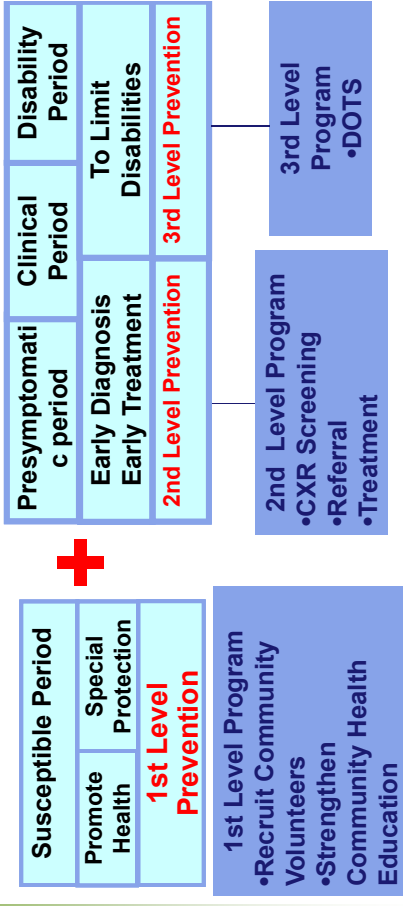 Susceptible Period
Promote
Health
Special
Protection
1st Level
Prevention
1st Level Program
•Recruit Community
Volunteers
•Strengthen
Community Health
Education
Presymptomati
c period
Clinical
Period
Disability
Period
Early Diagnosis
Early Treatment
To Limit
Disabilities
2nd Level Prevention
3rd Level Prevention
2nd Level Program
•CXR Screening
•Referral
•Treatment
3rd Level
Program
•DOTS